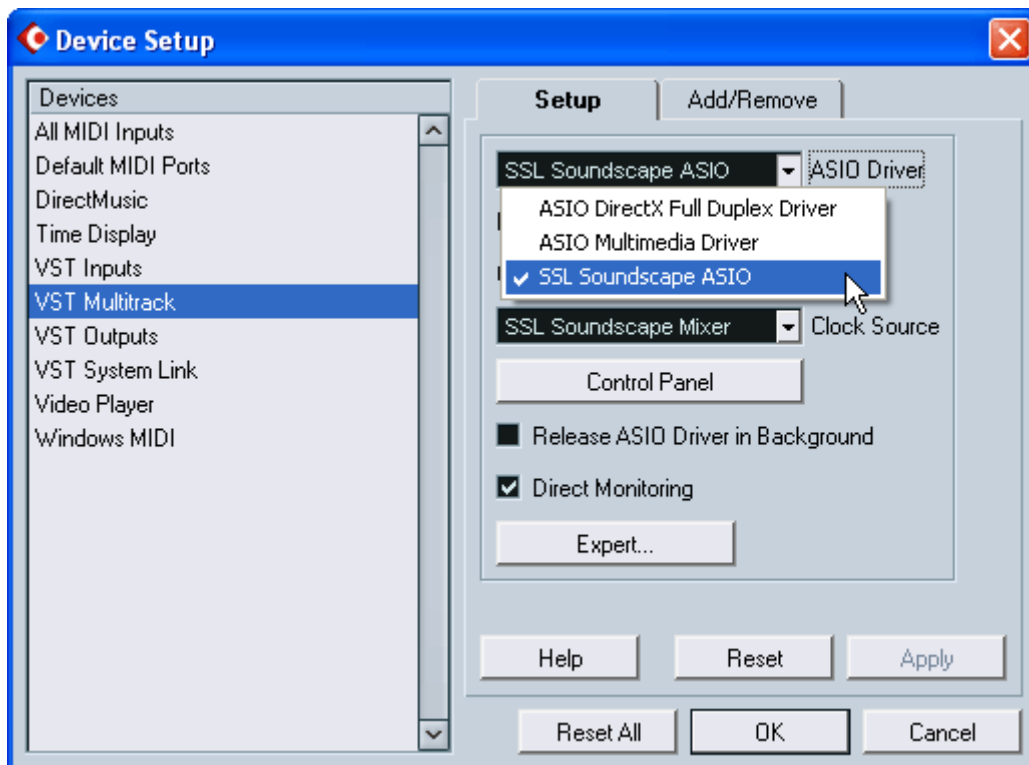 Device Setup
Devices
All MIDI Inputs
Default MIDI Ports
DirectMusic
Time Display
VST Inputs
VST Multitrack
VST Outputs
VST System Link
Video Player
Windows MIDI
Setup
Add/Remove
SSL Soundscape ASIO
ASIO Driver
ASIO DirectX Full Duplex Driver
ASIO Multimedia Driver
SSL Soundscape ASIO
SSL Soundscape Mixer
Clock Source
Control Panel
Release ASIO Driver in Background
Direct Monitoring
Expert...
Help
Reset
Apply
Reset All
OK
Cancel